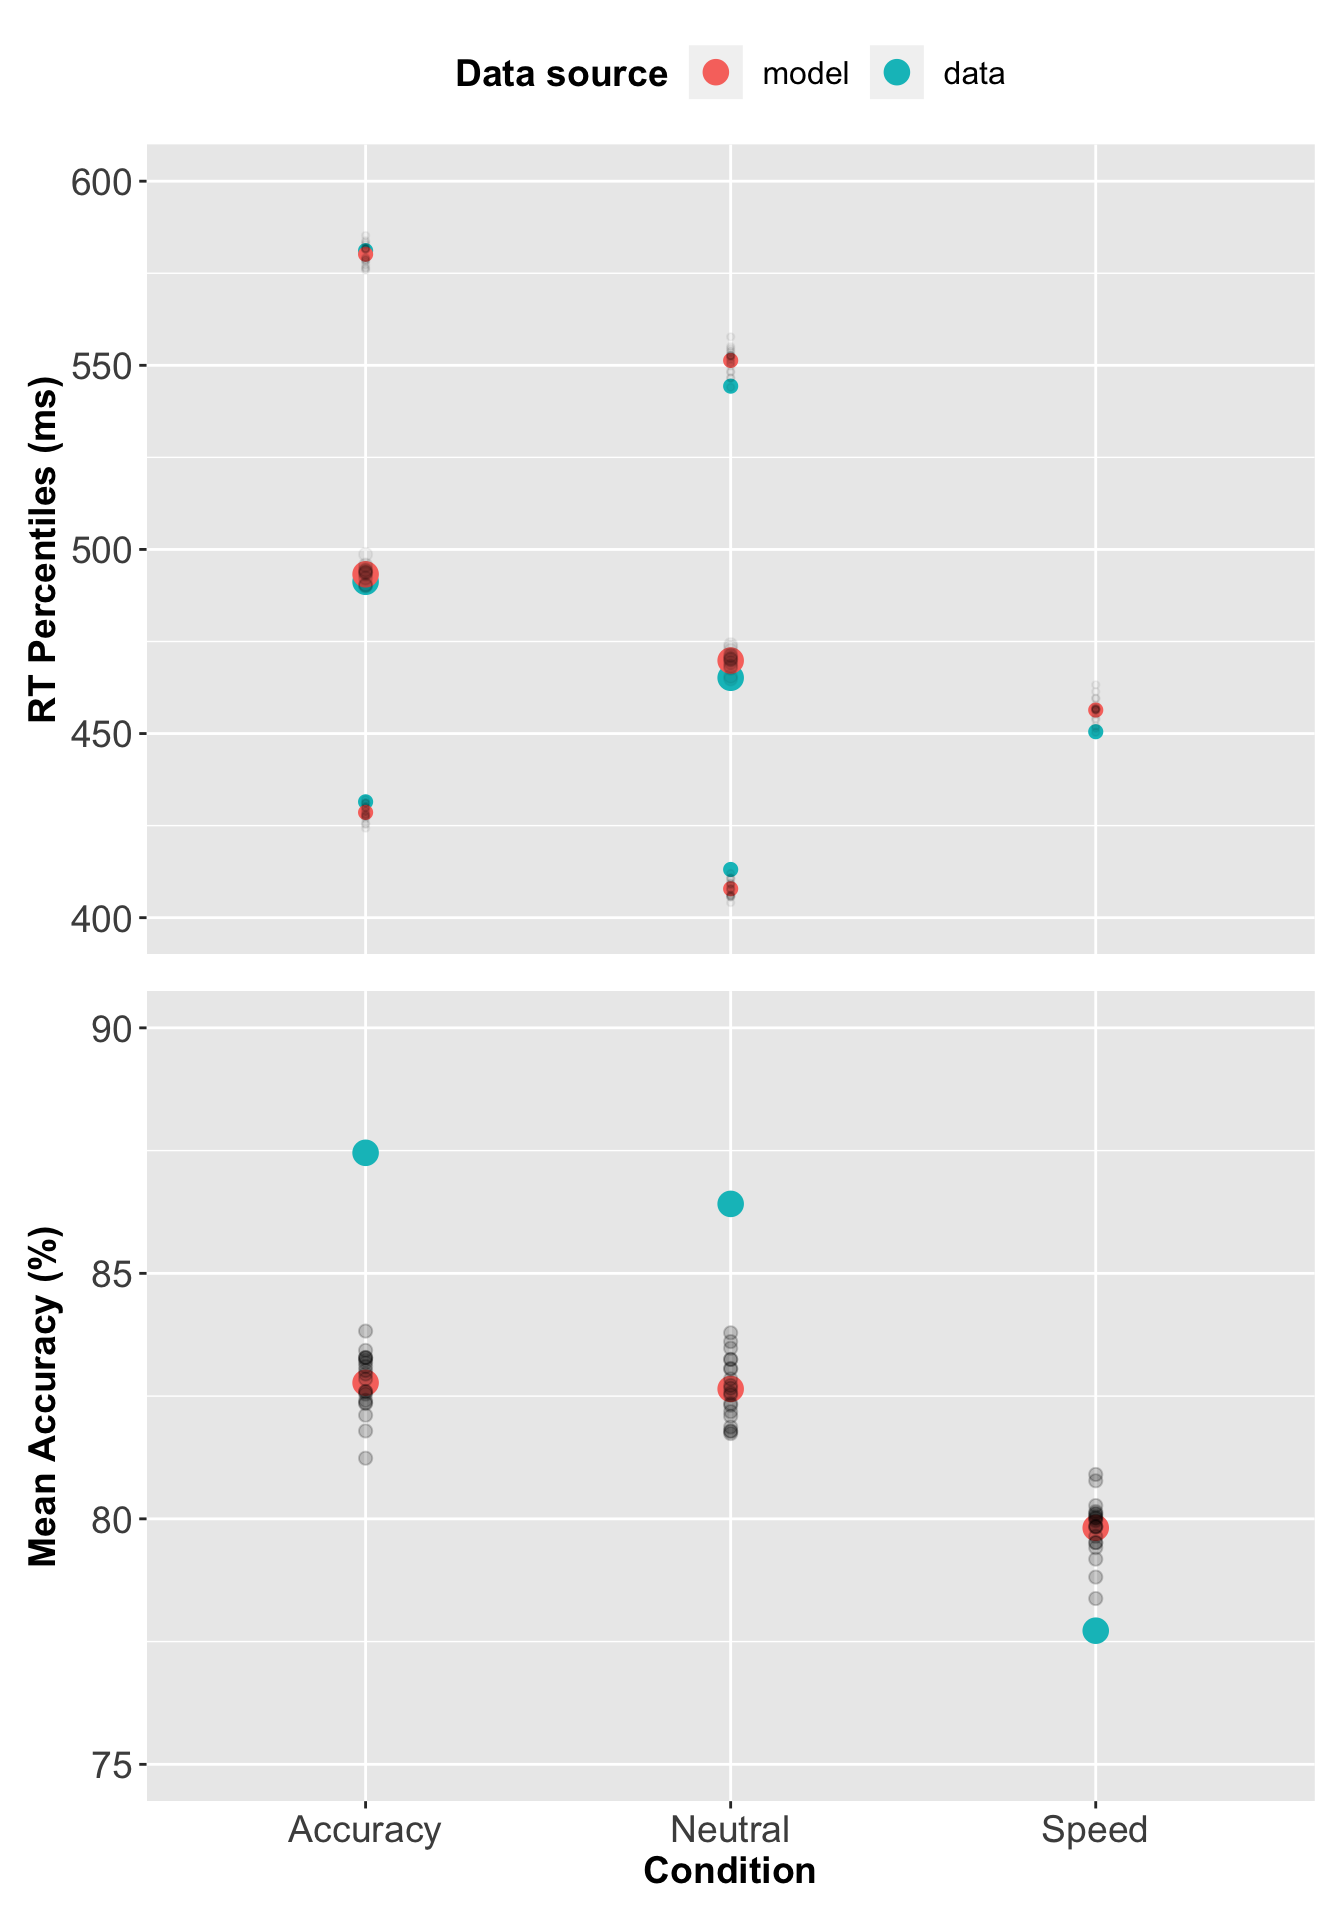 Data source model data
RT Percentiles (ms)
600
550
500
450
400
Mean Accuracy (%)
90
85
80
75
Accuracy Neutral Speed
Condition